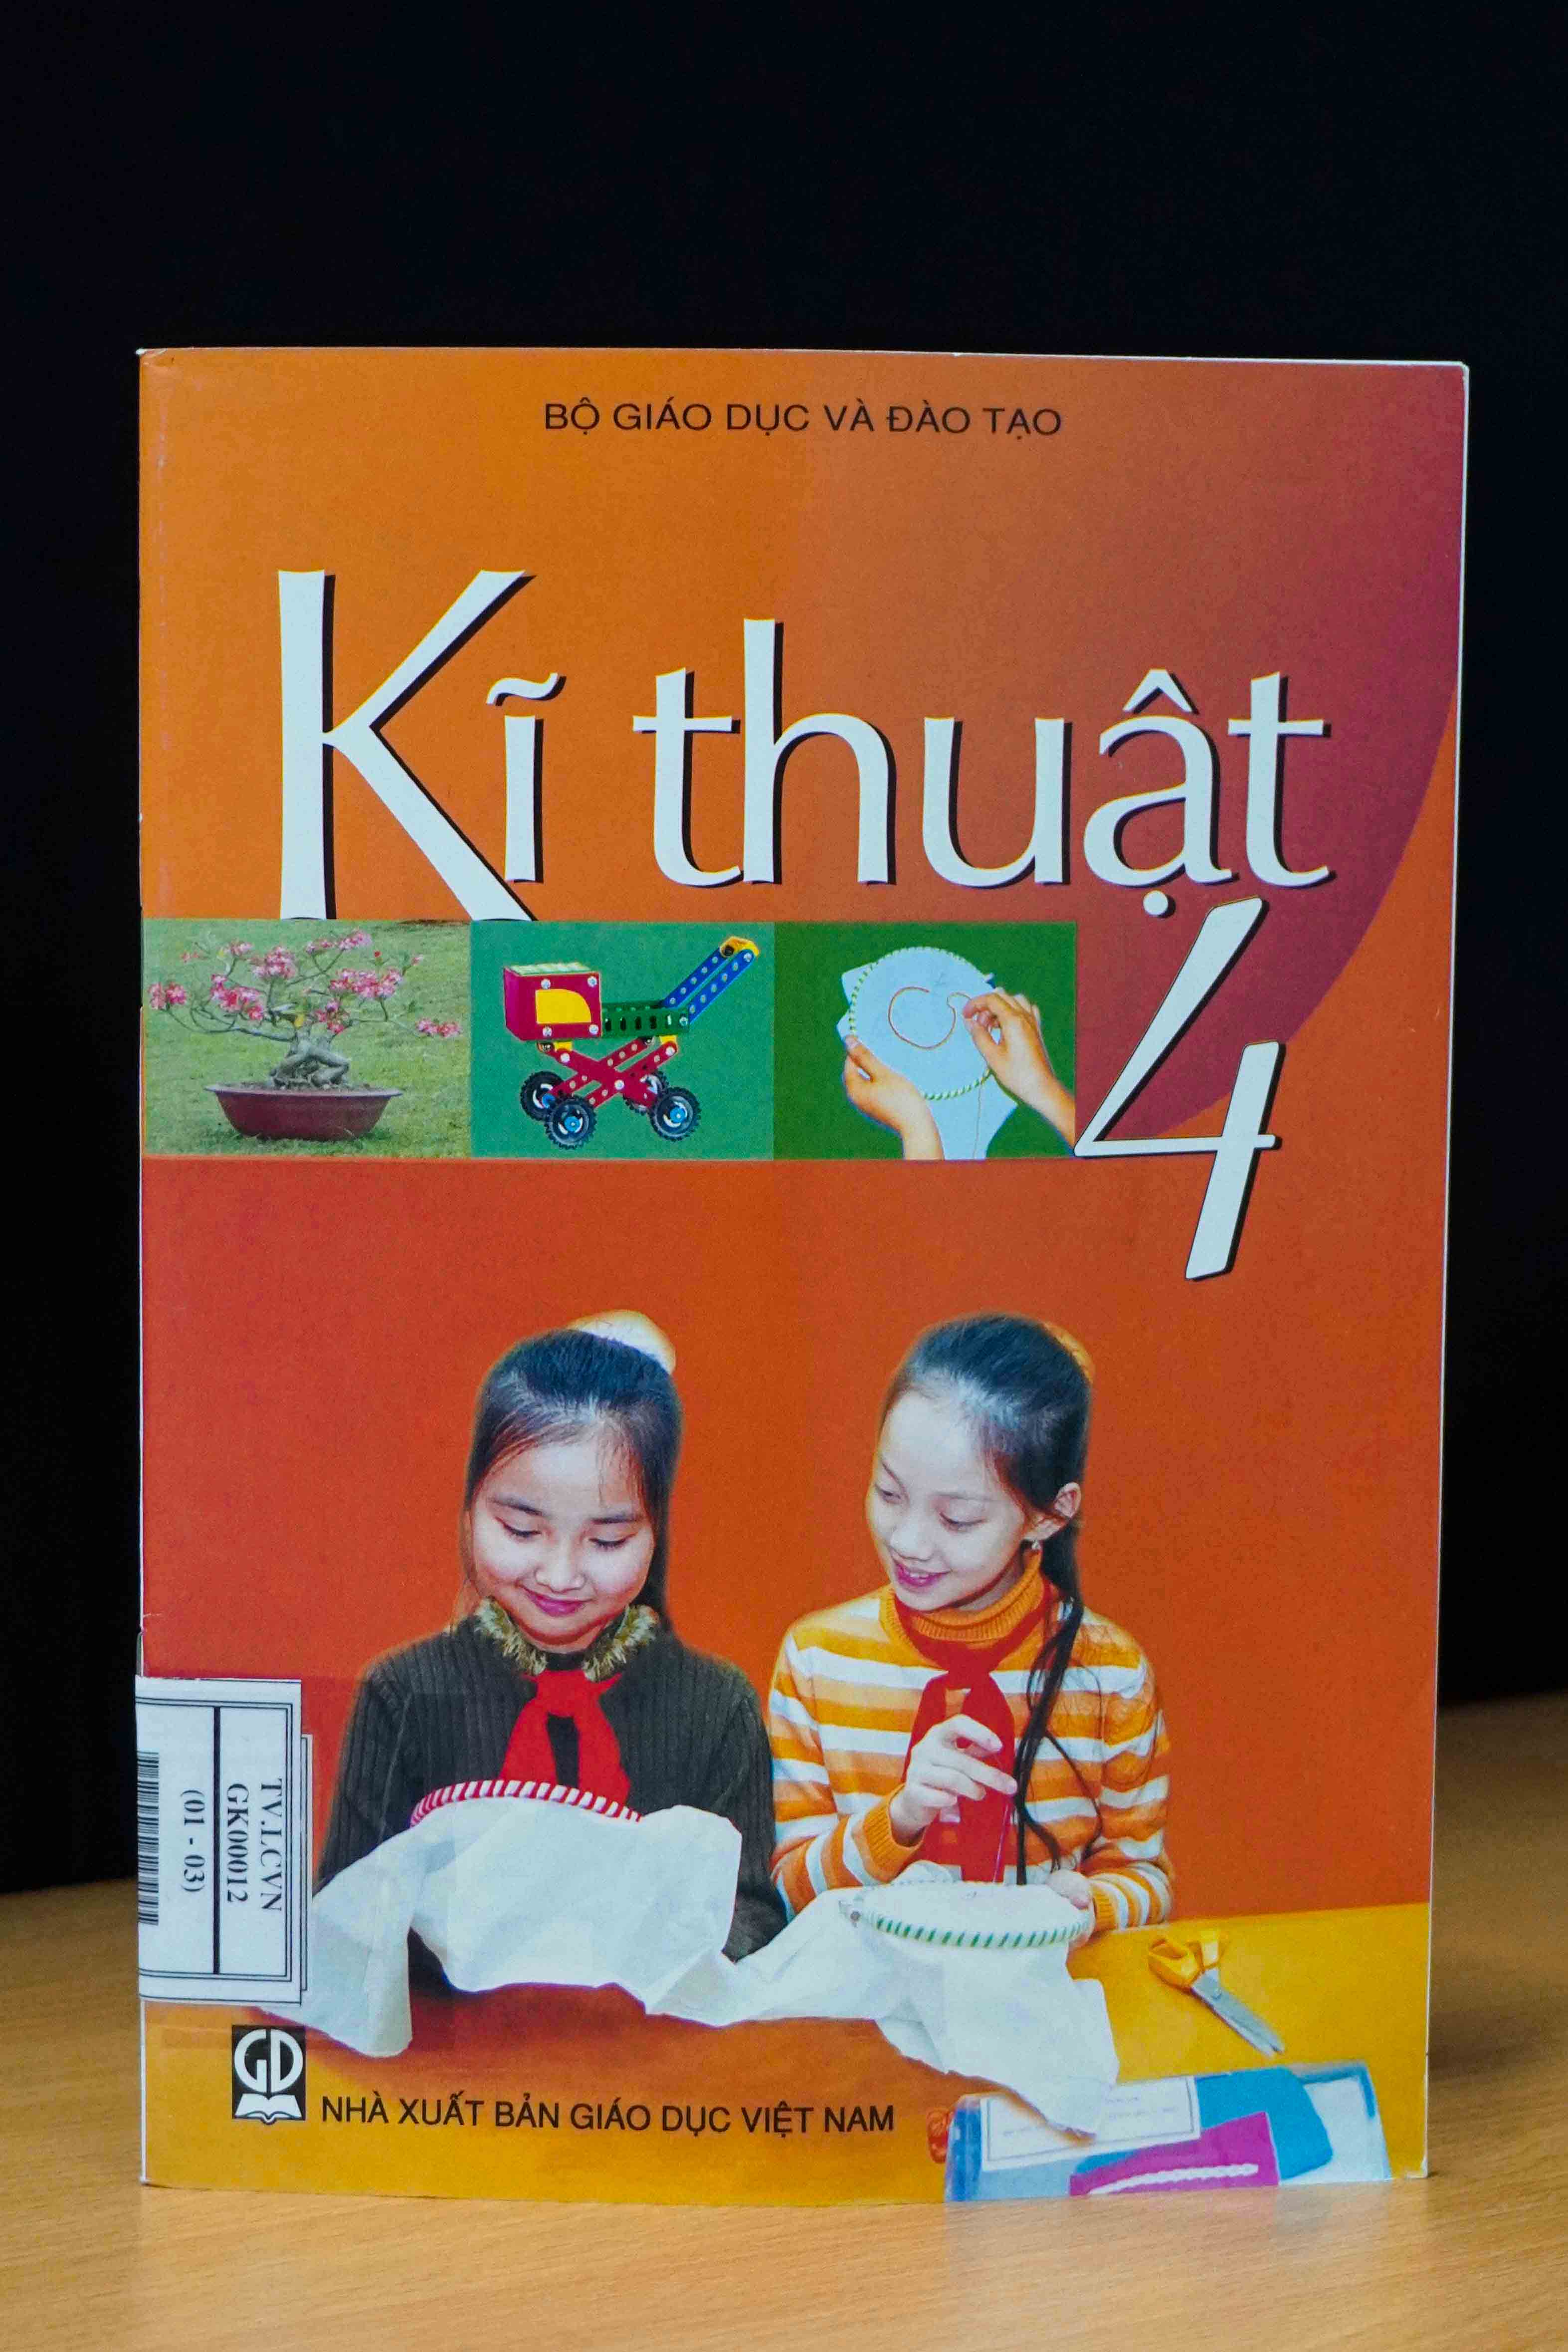 BỘ GIÁO DỤC VÀ ĐÀO TẠO
Kĩ thuật
4
TV.LCVN
GK00012
(01 - 03)
GD
NHÀ XUẤT BẢN GIÁO DỤC VIỆT NAM